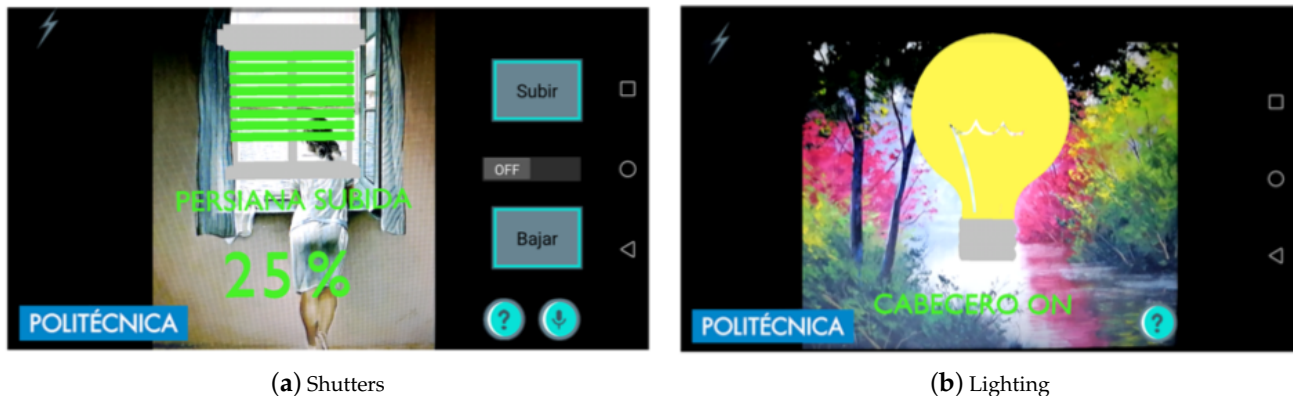 Subir
OFF
PERSIANA SUBIDA
Bajar
25 %
POLITÉCNICA
?
(a) Shutters
CABECERO ON
POLITÉCNICA
?
(b) Lighting